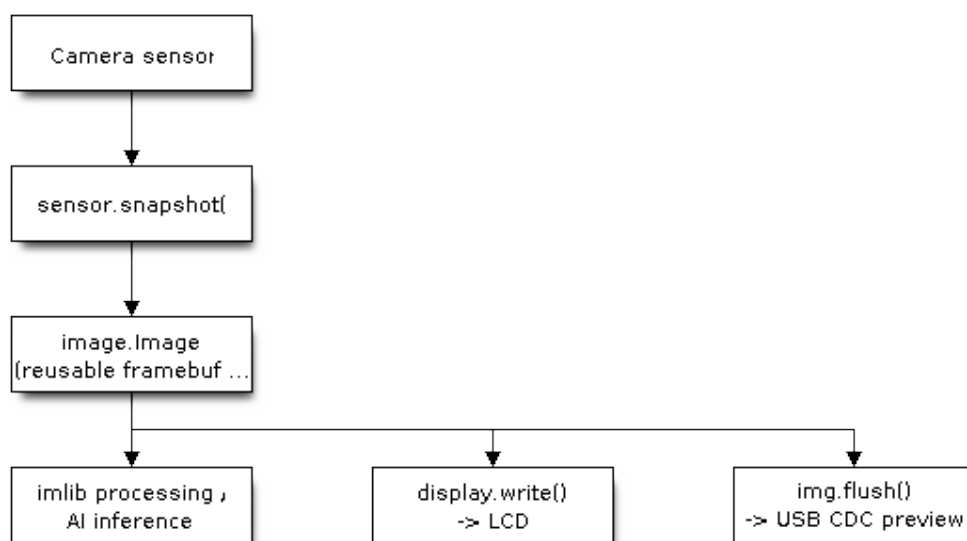 Camera sensor
sensor.snapshot(
image.Image
(reusable framebuf ...
imlib processing /
AI inference
display.write()
-> LCD
img.flush()
-> USB CDC preview